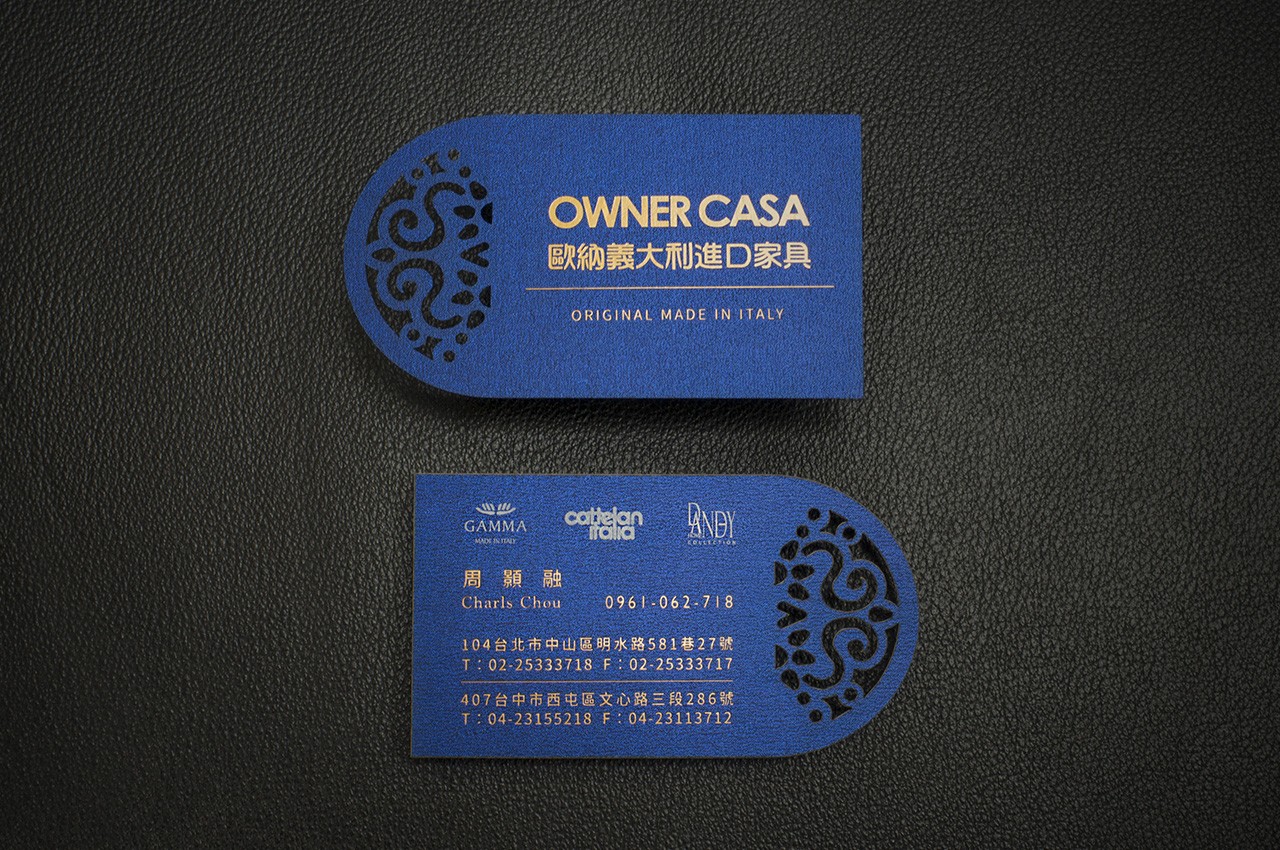 OWNER CASA
歐納義大利進口家具
ORIGINAL MADE IN ITALY
GAMMA
MADE IN ITALY
cattelan
italia
DANDY
HOME
COLLECTION
周 顥 融
Charls Chou 0961-062-718
104台北市中山區明水路581巷27號
T：02-25333718 F：02-25333717
407台中市西屯區文心路三段286號
T：04-23155218 F：04-23113712